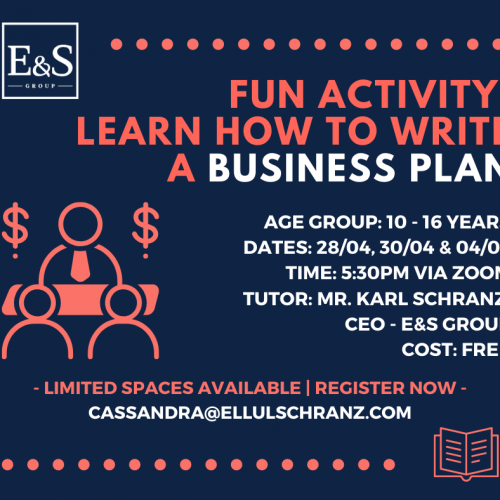 E&S
GROUP
FUN ACTIVITY
LEARN HOW TO WRITE
A BUSINESS PLAN
AGE GROUP: 10 - 16 YEARS
DATES: 28/04, 30/04 & 04/0
TIME: 5:30PM VIA ZOOM
TUTOR: MR. KARL SCHRANZ
CEO - E&S GROUP
COST: FRE
- LIMITED SPACES AVAILABLE | REGISTER NOW -
CASSANDRA@ELLULSCHRANZ.COM
$ $